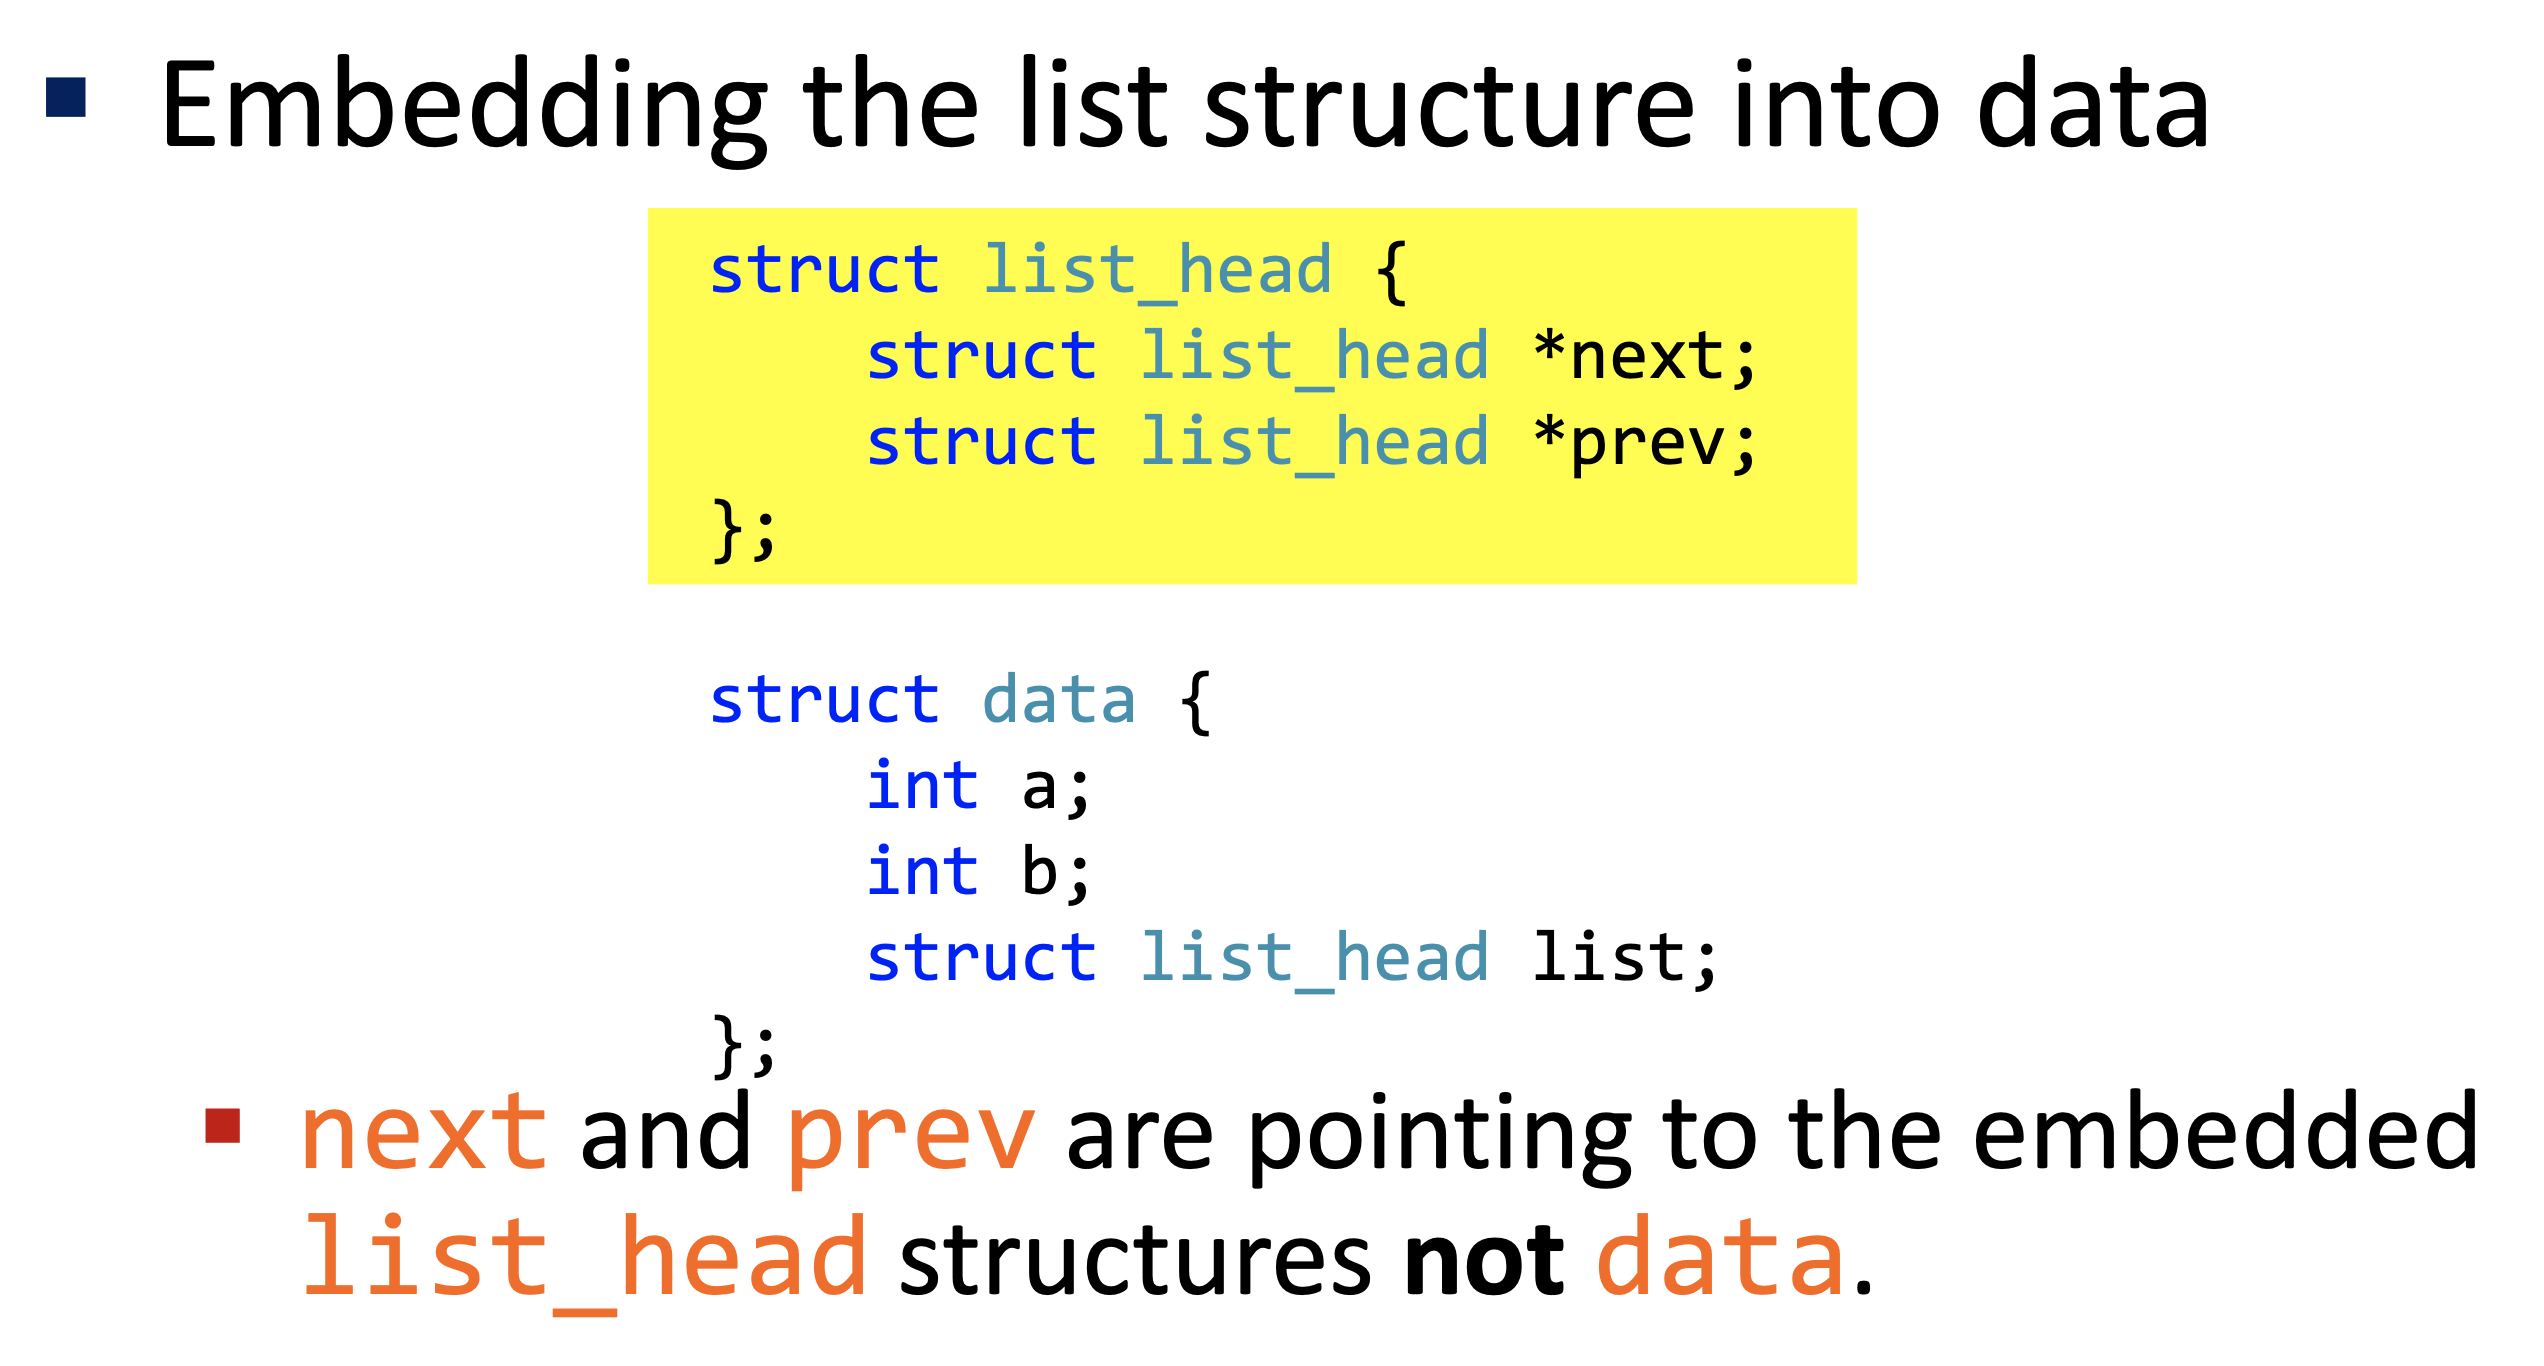 ▪ Embedding the list structure into data
struct list_head {
    struct list_head *next;
    struct list_head *prev;
};
struct data {
    int a;
    int b;
    struct list_head list;
};
▪ next and prev are pointing to the embedded
list_head structures not data.